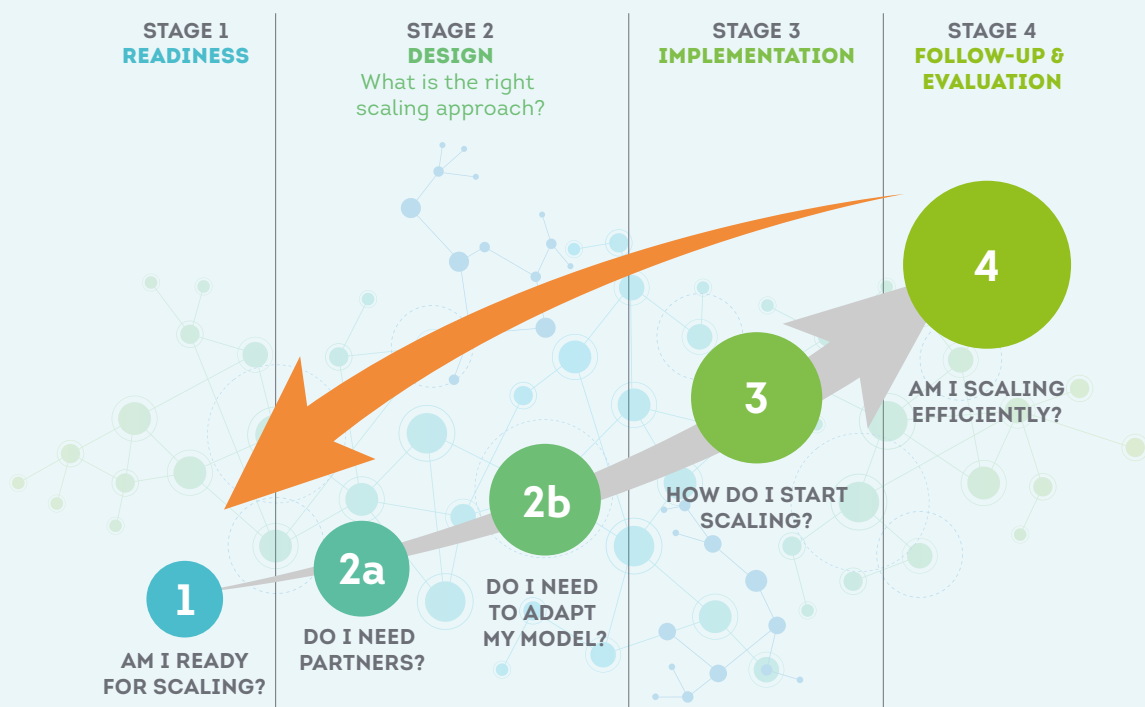 STAGE 1
READINESS
STAGE 2
DESIGN
What is the right
scaling approach?
STAGE 3
IMPLEMENTATION
STAGE 4
FOLLOW-UP &
EVALUATION
1
AM I READY
FOR SCALING?
2a
DO I NEED
PARTNERS?
2b
DO I NEED
TO ADAPT
MY MODEL?
3
HOW DO I START
SCALING?
4
AM I SCALING
EFFICIENTLY?